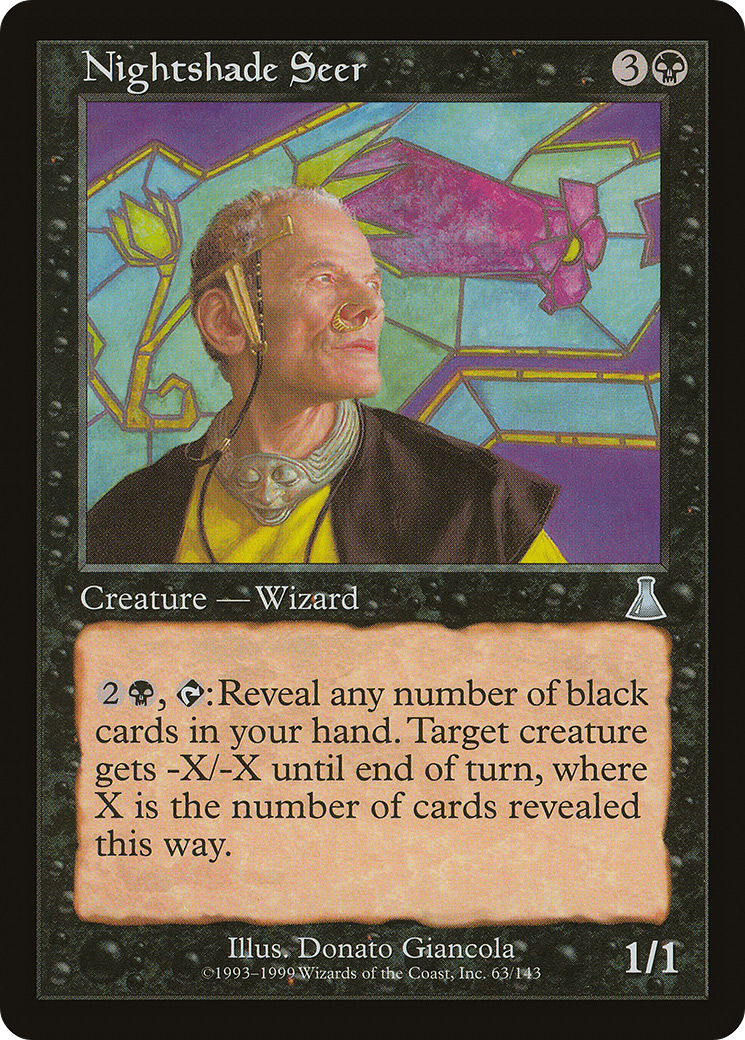 Nightshade Seer 3
Creature — Wizard
2, : Reveal any number of black
cards in your hand. Target creature
gets -X/-X until end of turn, where
X is the number of cards revealed
this way.
Illus. Donato Giancola
©1993–1999 Wizards of the Coast, Inc. 63/143
1/1